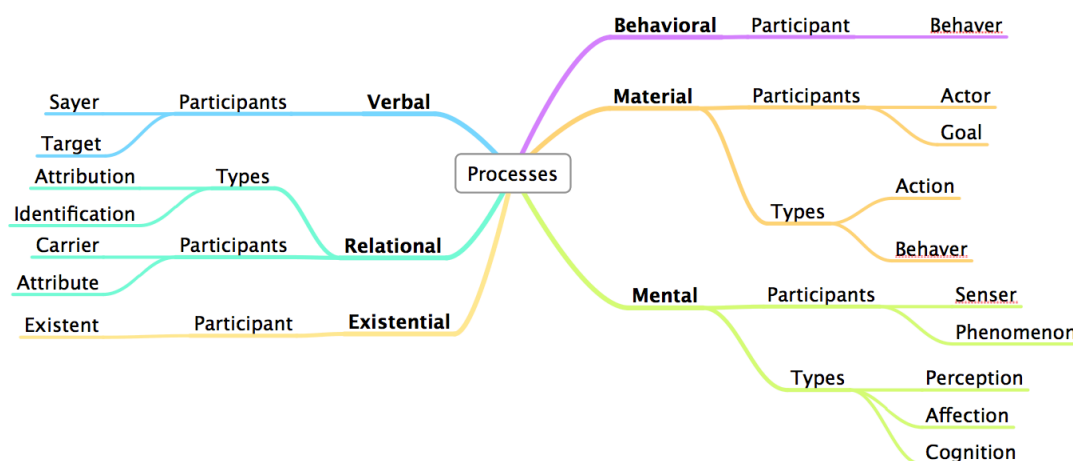 Processes
Behavioral
Participant
Behaver
Material
Participants
Actor
Goal
Types
Action
Behaver
Mental
Participants
Senser
Phenomenon
Types
Perception
Affection
Cognition
Verbal
Participants
Sayer
Target
Relational
Types
Attribution
Identification
Participants
Carrier
Attribute
Existential
Participant
Existent